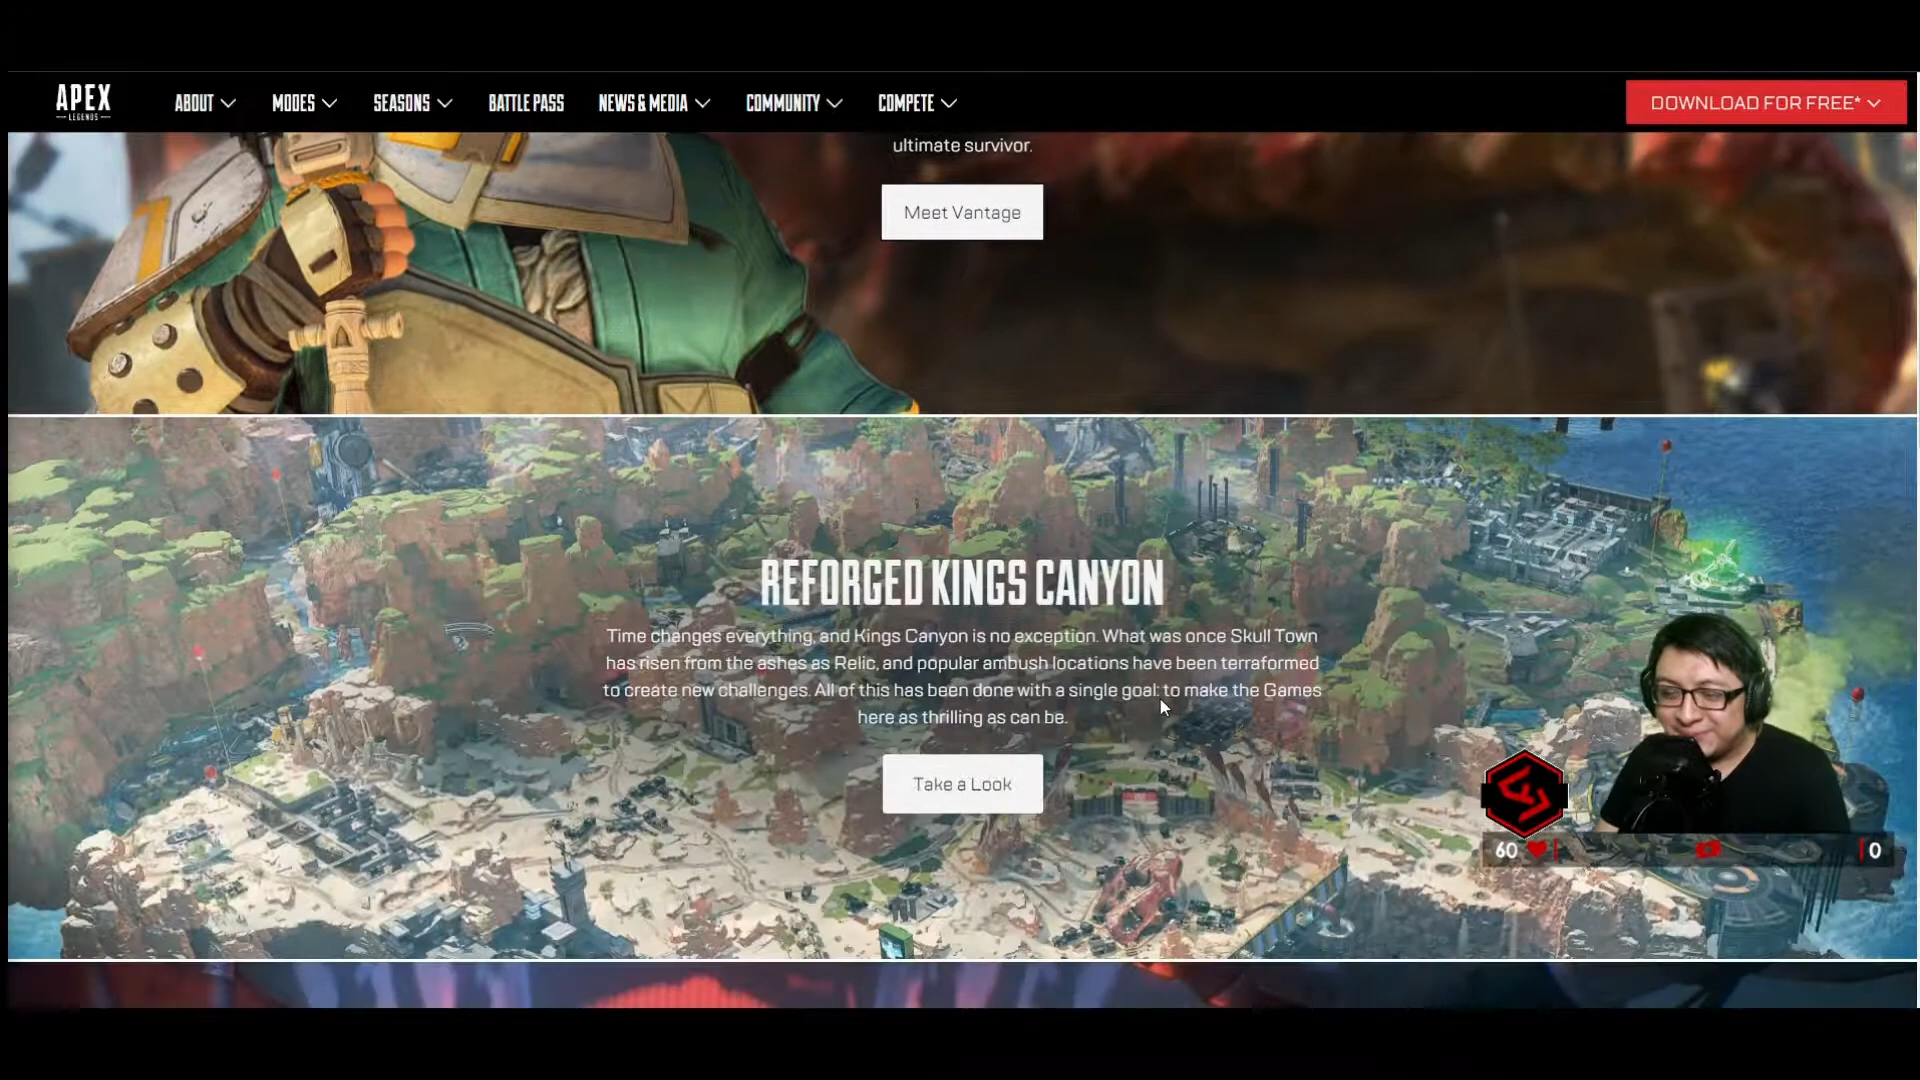 APEX
LEGENDS
ABOUT
MODES
SEASONS
BATTLE PASS
NEWS & MEDIA
COMMUNITY
COMPETE
DOWNLOAD FOR FREE*
ultimate survivor.
Meet Vantage
REFORGED KINGS CANYON
Time changes everything, and Kings Canyon is no exception. What was once Skull Town
has risen from the ashes as Relic, and popular ambush locations have been terraformed
to create new challenges. All of this has been done with a single goal: to make the Games
here as thrilling as can be.
Take a Look
60
0